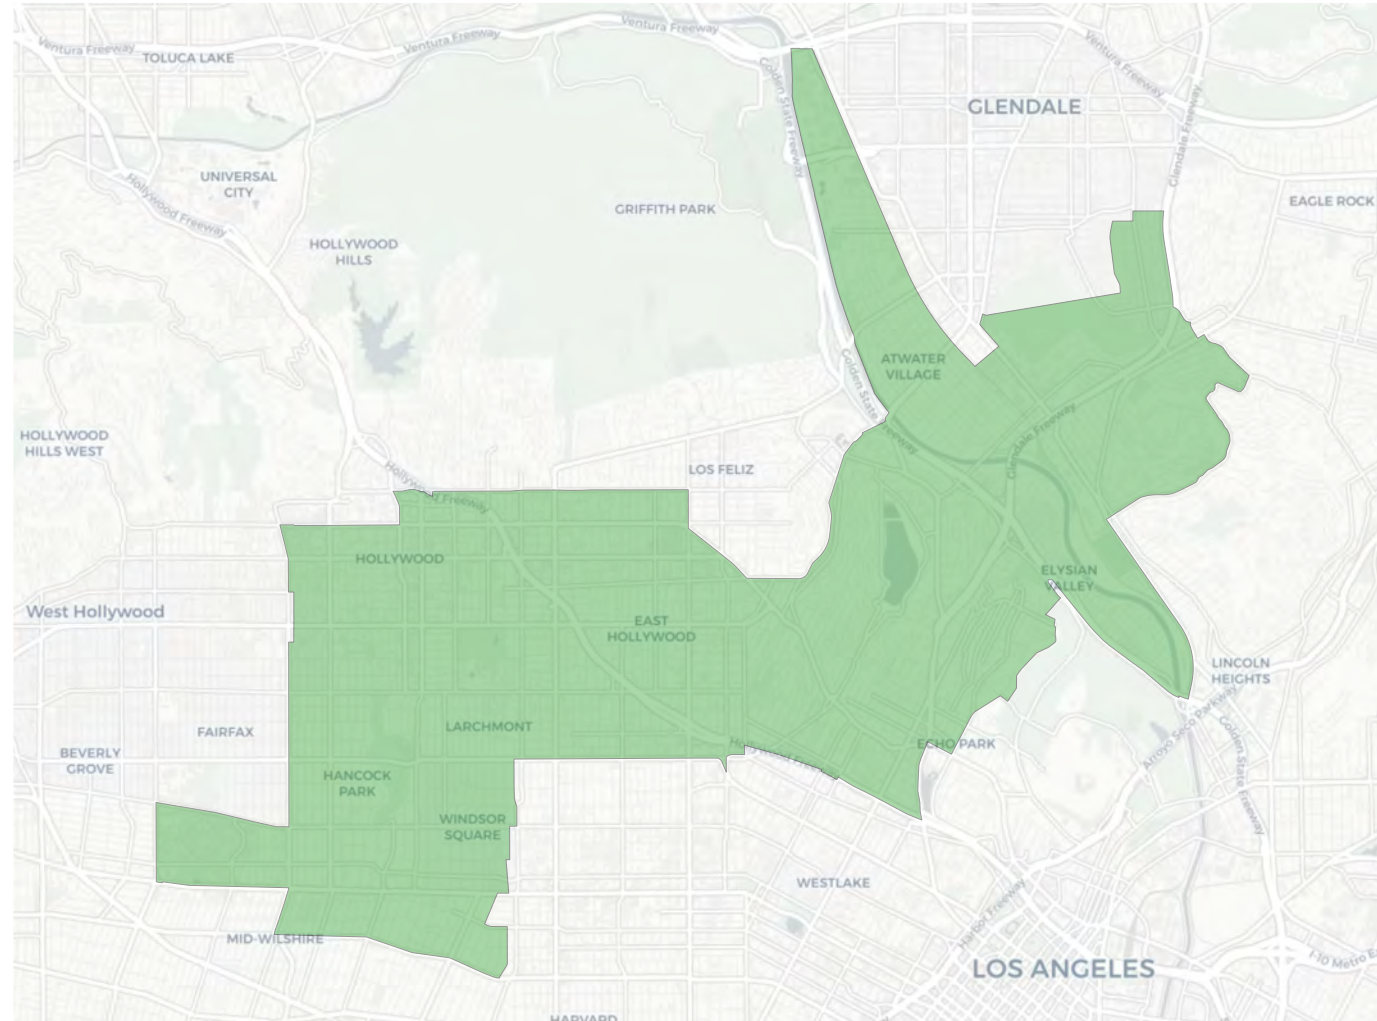 Ventura Freeway
TOLUCA LAKE
Ventura Freeway
Ventura Freeway
Ventura Freeway
Golden State Freeway
GLENDALE
Glendale Freeway
UNIVERSAL
CITY
Hollywood Freeway
GRIFFITH PARK
EAGLE ROCK
HOLLYWOOD
HILLS
ATWATER
VILLAGE
Golden State Freeway
Glendale Freeway
HOLLYWOOD
HILLS WEST
Hollywood Freeway
LOS FELIZ
HOLLYWOOD
ELYSIAN
VALLEY
West Hollywood
EAST
HOLLYWOOD
LINCOLN
HEIGHTS
FAIRFAX
LARCHMONT
BEVERLY
GROVE
ECHO PARK
Arroyo Seco Parkway
Golden State Freeway
HANCOCK
PARK
WINDSOR
SQUARE
WESTLAKE
Harbor Freeway
MID-WILSHIRE
LOS ANGELES
I-10 Metro E
HARVARD